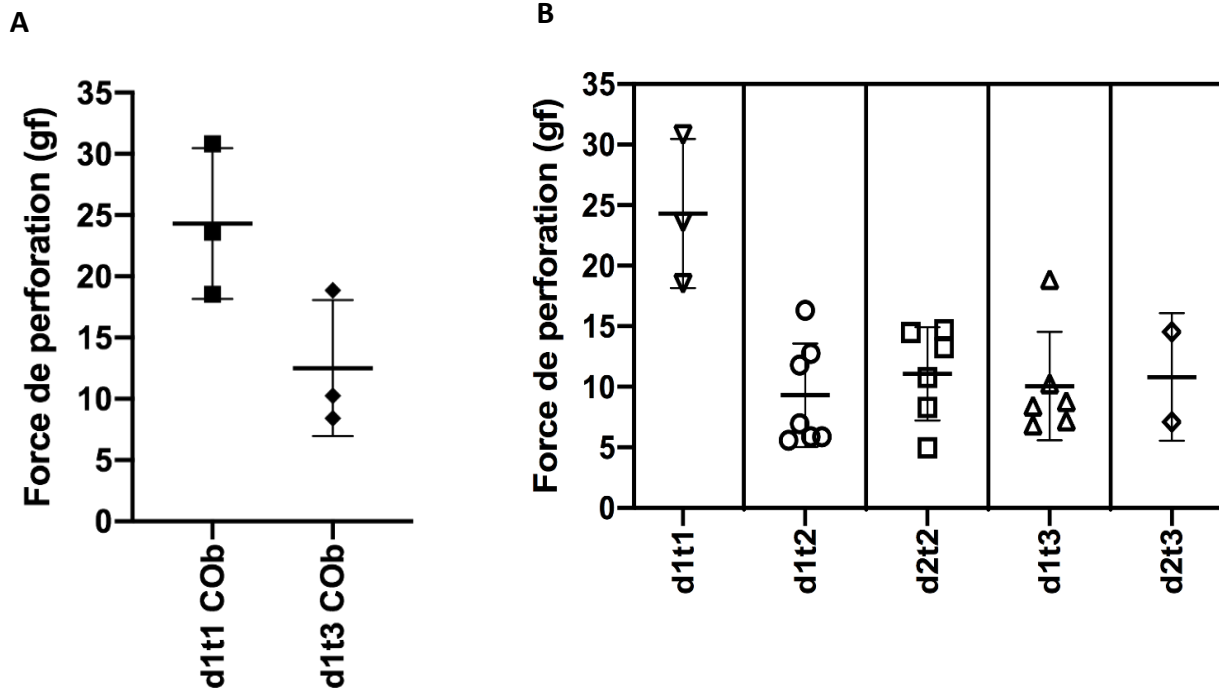 A
Force de perforation (gf)
35
30
25
20
15
10
5
0
d1t1 COb
d1t3 COb
B
Force de perforation (gf)
35
30
25
20
15
10
5
0
d1t1
d1t2
d2t2
d1t3
d2t3